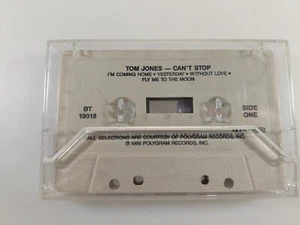 TOM JONES — CAN'T STOP
I'M COMING HOME • YESTERDAY • WITHOUT LOVE •
FLY ME TO THE MOON
BT
19018
SIDE
ONE
ALL SELECTIONS ARE COURTESY OF POLYGRAM RECORDS, INC.
POLYGRAM RECORDS, INC.